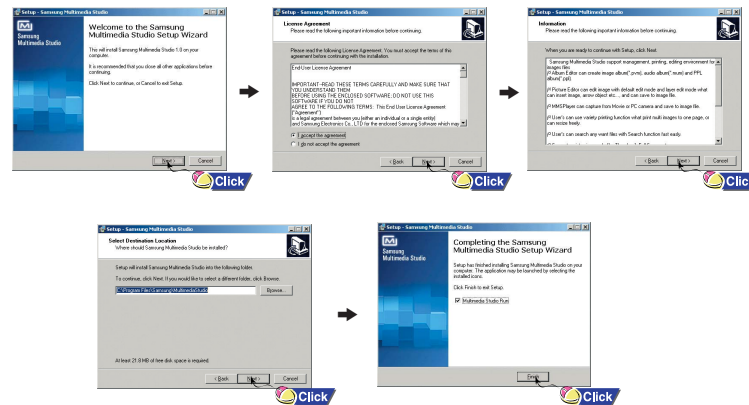 Setup - Samsung Multimedia Studio
Samsung
Multimedia Studio
Welcome to the Samsung
Multimedia Studio Setup Wizard
This will install Samsung Multimedia Studio 1.0 on your
computer.
It is recommended that you close all other applications before
continuing.
Click Next to continue, or Cancel to exit Setup.
Next >
Cancel
Click
Setup - Samsung Multimedia Studio
License Agreement
Please read the following important information before continuing.
Please read the following License Agreement. You must accept the terms of this
agreement before continuing with the installation.
End-User License Agreement
IMPORTANT-READ THESE TERMS CAREFULLY AND MAKE SURE THAT
YOU UNDERSTAND THEM
BEFORE USING THE ENCLOSED SOFTWARE. DO NOT USE THIS
SOFTWARE IF YOU DO NOT
AGREE TO THE FOLLOWING TERMS: This End User License Agreement
("Agreement")
is a legal agreement between you (either an individual or a single entity)
and Samsung Electronics Co., LTD for the enclosed Samsung Software which may
I accept the agreement
I do not accept the agreement
< Back
Next >
Cancel
Click
Setup - Samsung Multimedia Studio
Information
Please read the following important information before continuing.
When you are ready to continue with Setup, click Next.
Samsung Multimedia Studio support management, printing, editing environment for
images files
Album Editor can create image album(*.pvm), audio album(*.num) and PPL
album(*.ppl)
Picture Editor can edit image with default edit mode and layer edit mode what
can insert image, arrow object etc..., and can save to image file.
MMSPlayer can capture from Movie or PC camera and save to image file.
User's can use variety printing function what joint multi images to one page, or
can resize freely.
User's can search any want files with Search function fast easily.
< Back
Next >
Cancel
Click
Setup - Samsung Multimedia Studio
Select Destination Location
Where should Samsung Multimedia Studio be installed?
Setup will install Samsung Multimedia Studio into the following folder.
To continue, click Next. If you would like to select a different folder, click Browse.
C:\Program Files\Samsung\MultimediaStudio
Browse...
At least 21.8 MB of free disk space is required.
< Back
Next >
Cancel
Click
Setup - Samsung Multimedia Studio
Samsung
Multimedia Studio
Completing the Samsung
Multimedia Studio Setup Wizard
Setup has finished installing Samsung Multimedia Studio on your
computer. The application may be launched by selecting the
installed icons.
Click Finish to exit Setup.
Multimedia Studio Run
Finish
Click